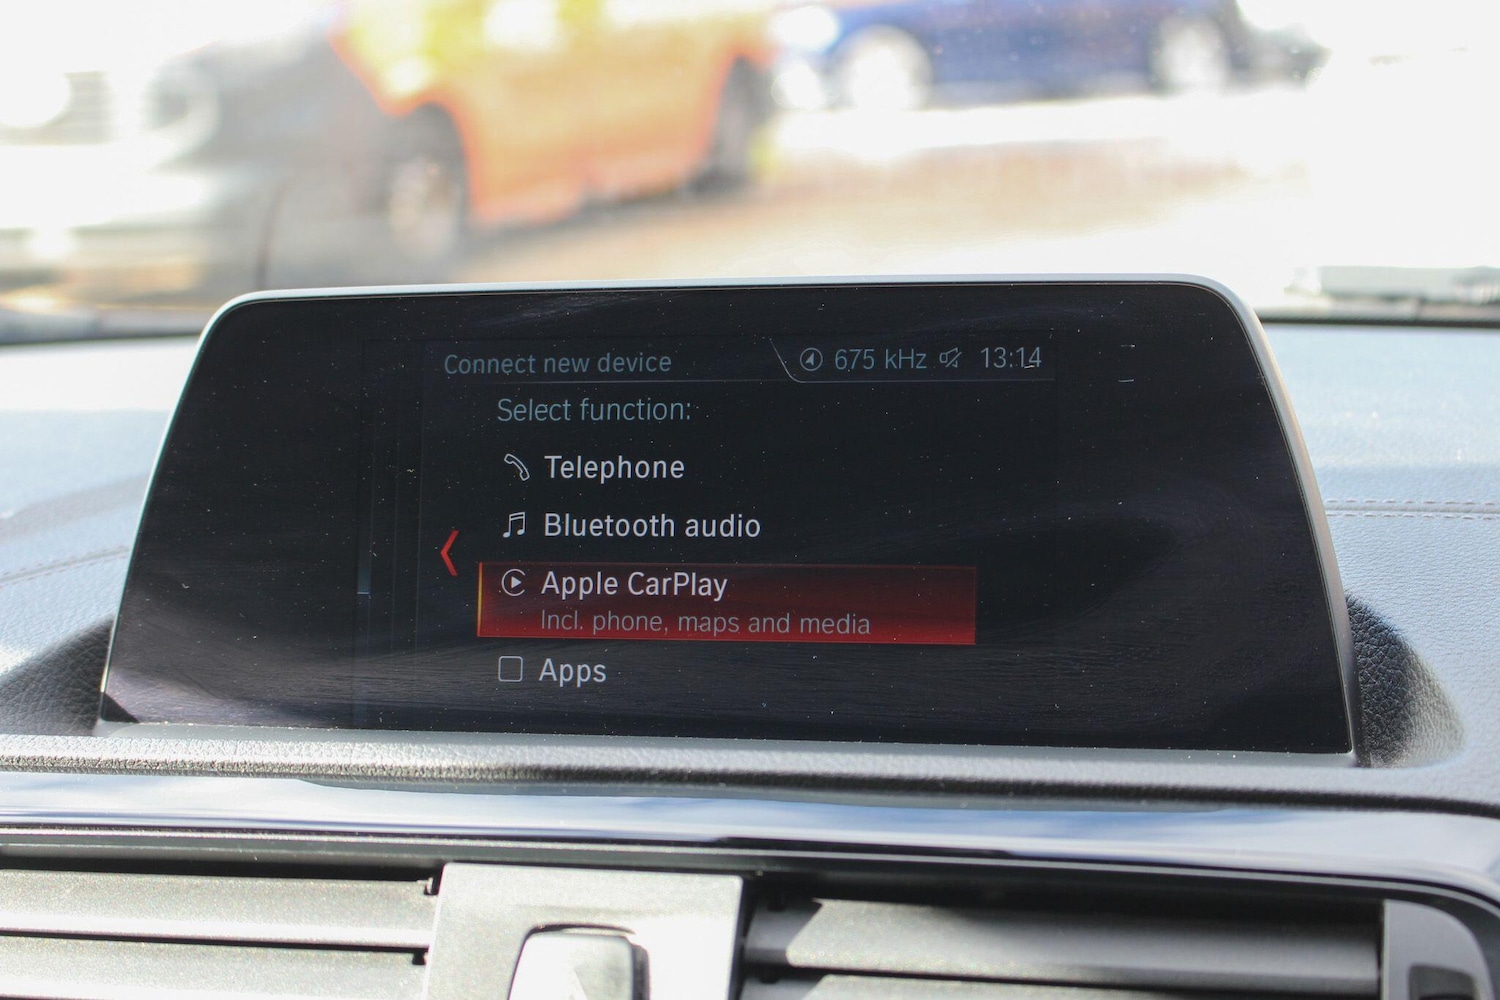 Connect new device
675 kHz 13:14
Select function:
Telephone
Bluetooth audio
Apple CarPlay
Incl. phone, maps and media
Apps